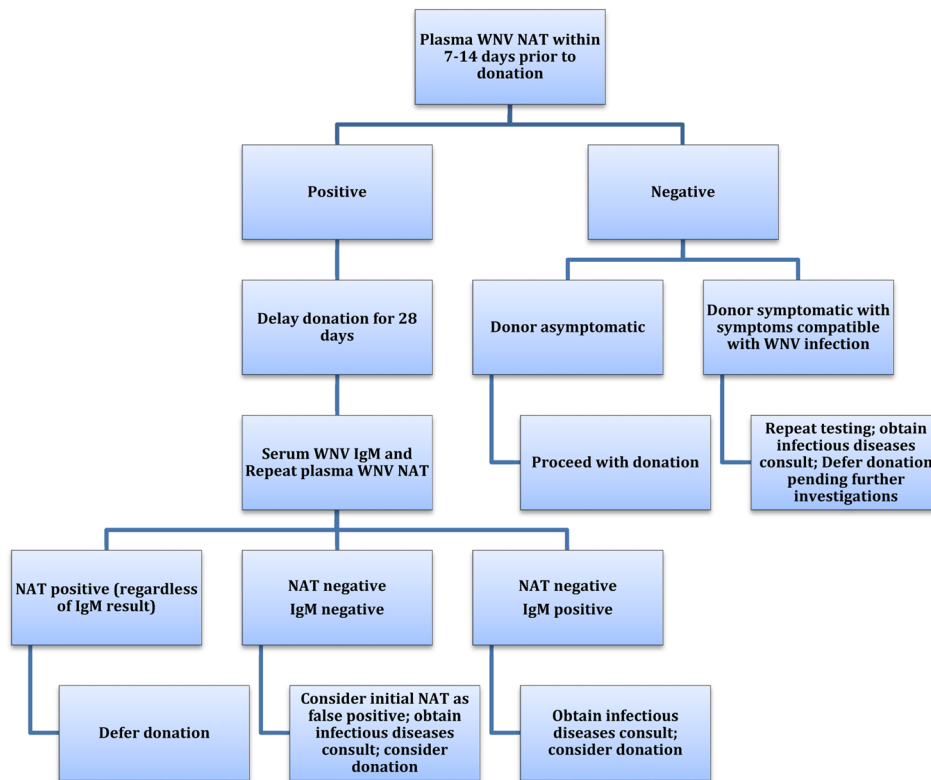 Plasma WNV NAT within
7-14 days prior to
donation
Positive
Negative
Delay donation for 28
days
Donor asymptomatic
Donor symptomatic with
symptoms compatible
with WNV infection
Serum WNV IgM and
Repeat plasma WNV NAT
Proceed with donation
Repeat testing; obtain
infectious diseases
consult; Defer donation
pending further
investigations
NAT positive (regardless
of IgM result)
NAT negative
IgM negative
NAT negative
IgM positive
Defer donation
Consider initial NAT as
false positive; obtain
infectious diseases
consult; consider
donation
Obtain infectious
diseases consult;
consider donation